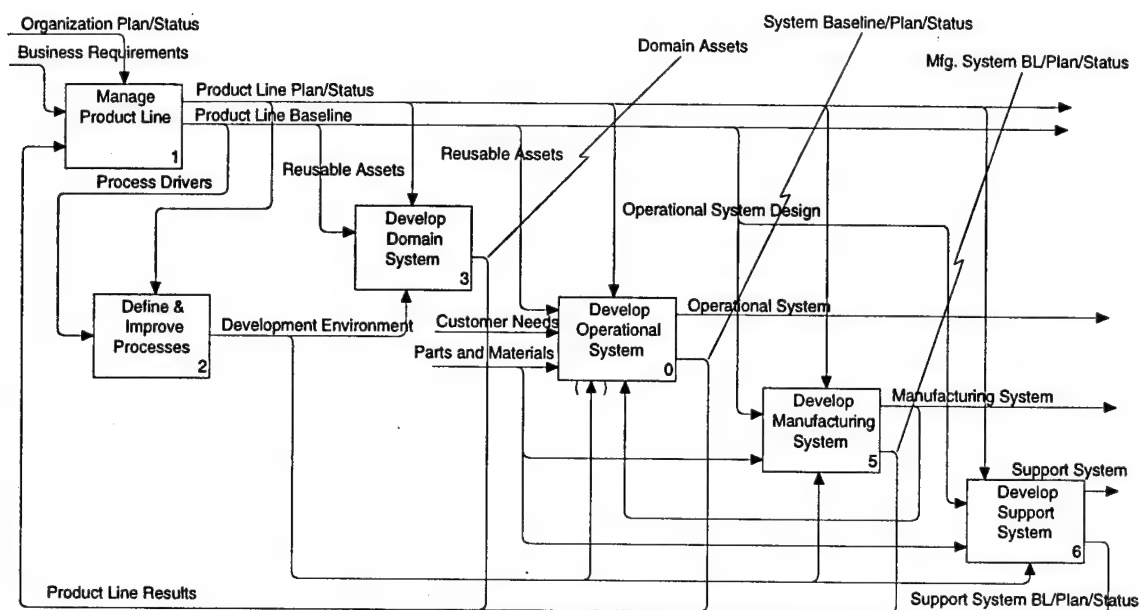 Organization Plan/Status
System Baseline/Plan/Status
Business Requirements
Domain Assets
Mfg. System BL/Plan/Status
Manage
Product Line
1
Product Line Plan/Status
Product Line Baseline
Process Drivers
Reusable Assets
Reusable Assets
Develop
Domain
System
3
Operational System Design
Define &
Improve
Processes
2
Development Environment
Customer Needs
Parts and Materials
Develop
Operational
System
0
( )
Operational System
Develop
Manufacturing
System
5
Manufacturing System
Support System
Develop
Support
System
6
Product Line Results
Support System BL/Plan/Status